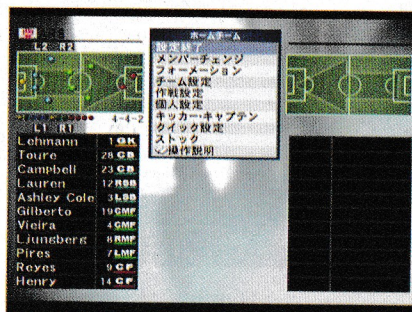 L2 R2
L1 R1
4-4-2
Lehmann 1 GK
Toure 28 CB
Campbell 23 CB
Lauren 12 RSB
Ashley Cole 3 LSB
Gilberto 19 CMF
Vieira 4 CMF
Ljungberg 8 RMF
Pires 7 LMF
Reyes 9 CF
Henry 14 CF
ホームチーム
設定終了
メンバーチェンジ
フォーメーション
チーム設定
作戦設定
個人設定
キッカー・キャプテン
クイック設定
ストック
操作説明